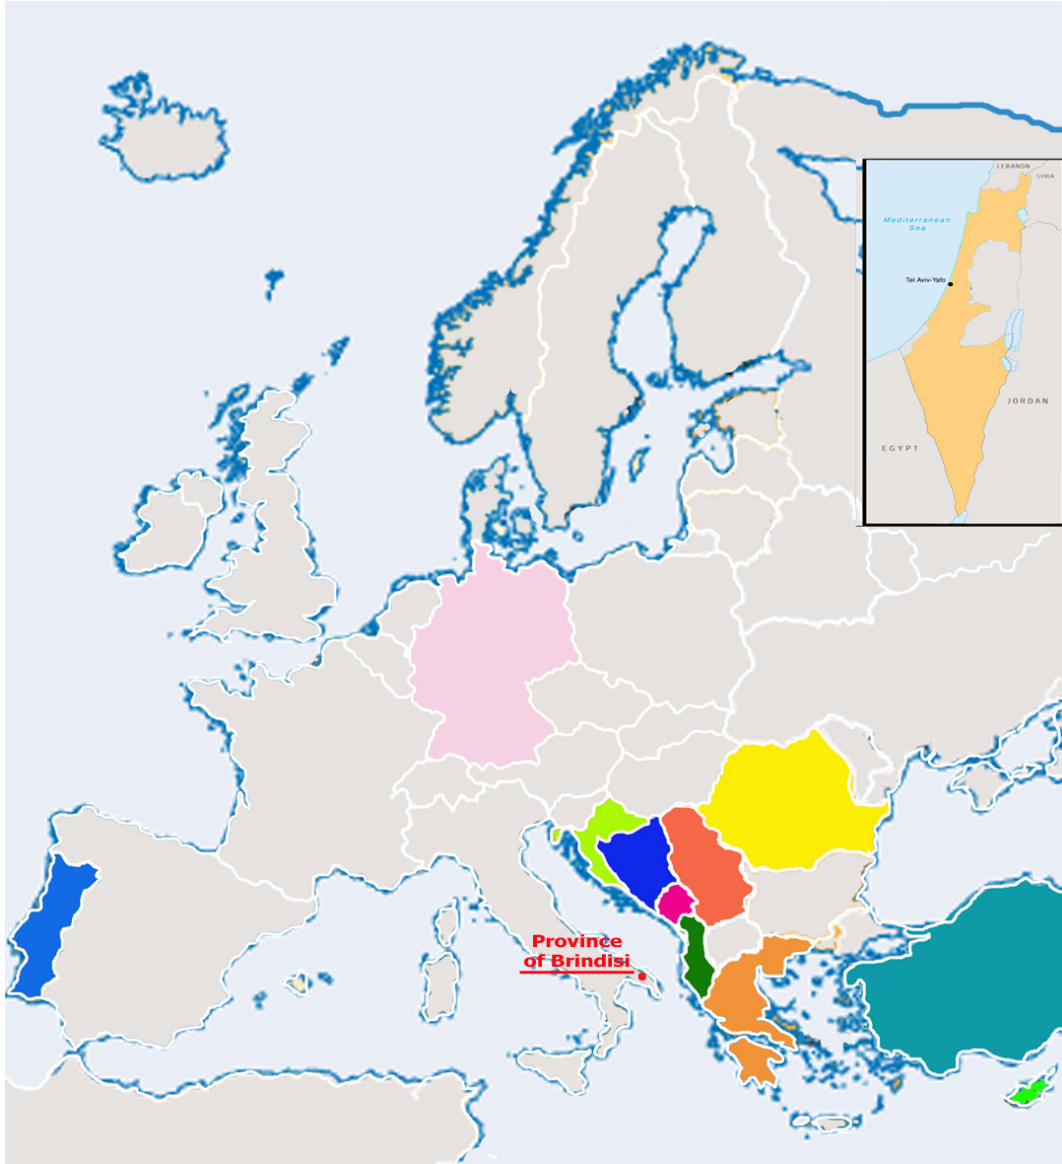 LEBANON
SYRIA
Mediterranean
Sea
Tel Aviv-Yafo
JORDAN
EGYPT
Province
of Brindisi